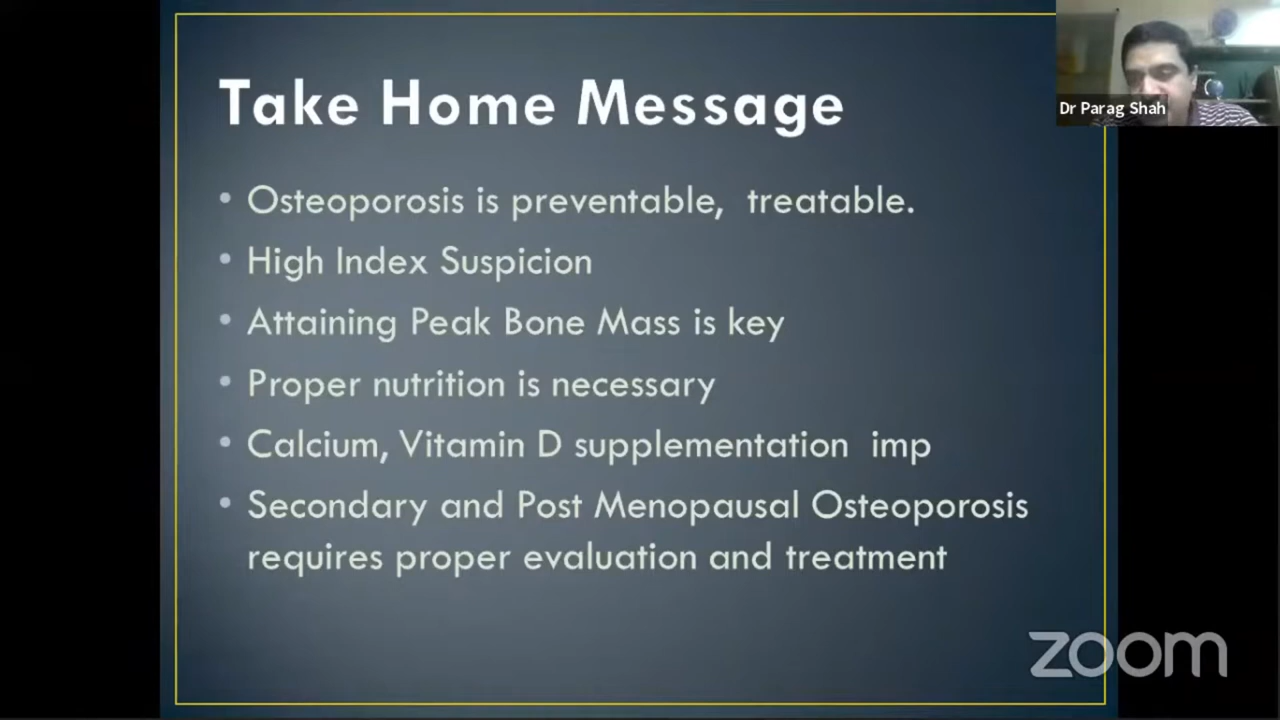 Take Home Message
Dr Parag Shah
• Osteoporosis is preventable, treatable.
• High Index Suspicion
• Attaining Peak Bone Mass is key
• Proper nutrition is necessary
• Calcium, Vitamin D supplementation imp
• Secondary and Post Menopausal Osteoporosis
requires proper evaluation and treatment
zoom